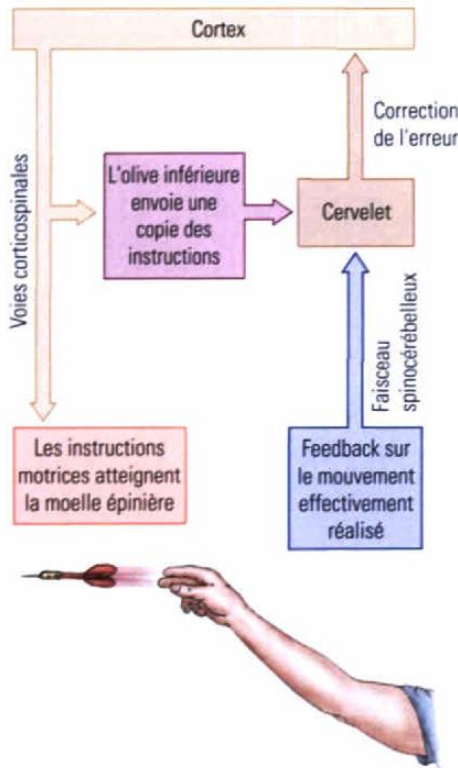 Cortex
Voies corticospinales
Correction
de l'erreur
L'olive inférieure
envoie une
copie des
instructions
Cervelet
Faisceau
spinocérébelleux
Les instructions
motrices atteignent
la moelle épinière
Feedback sur
le mouvement
effectivement
réalisé